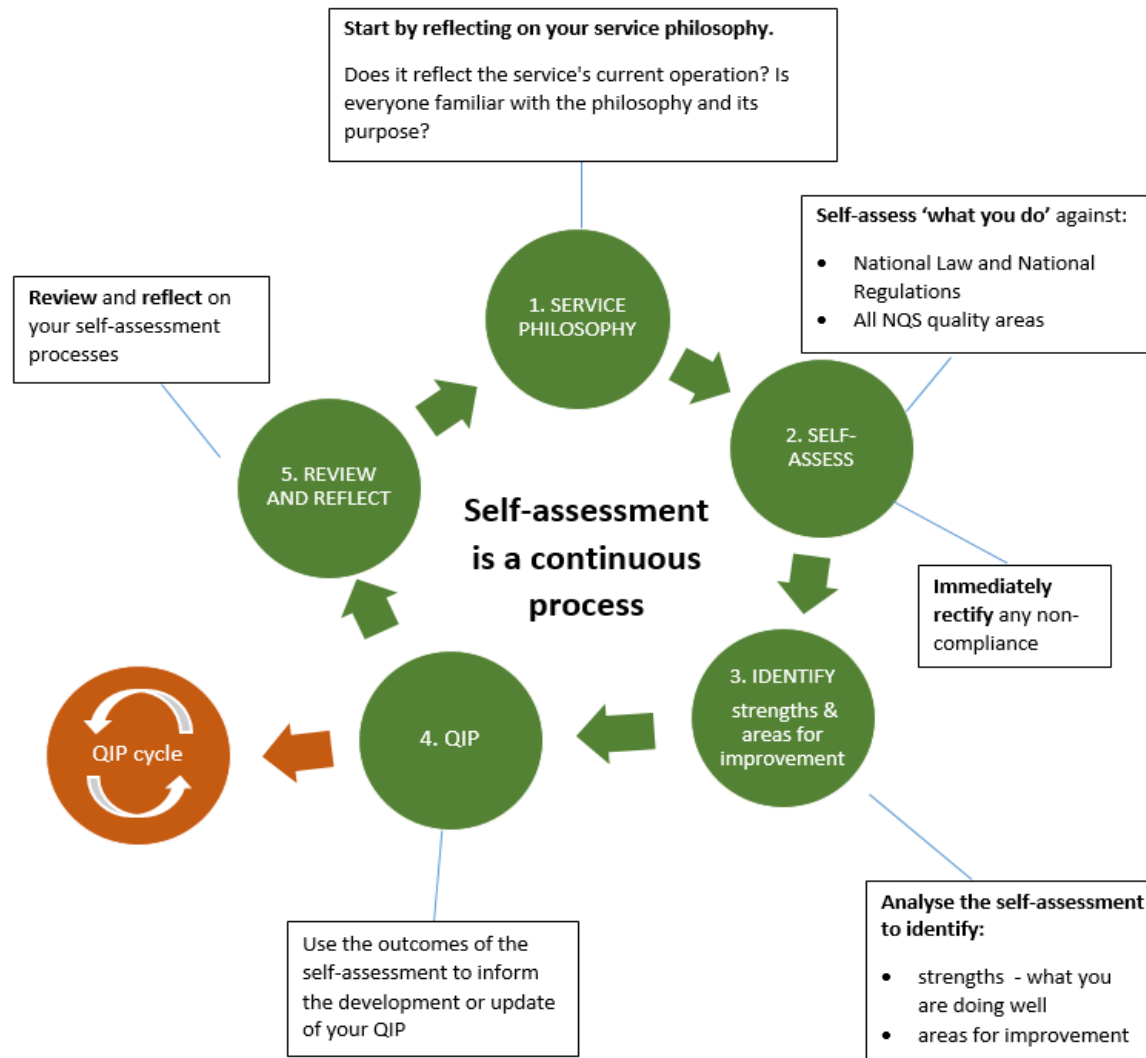 Start by reflecting on your service philosophy.
Does it reflect the service's current operation? Is
everyone familiar with the philosophy and its
purpose?
Self-assess ‘what you do’ against:
• National Law and National
Regulations
• All NQS quality areas
Review and reflect on
your self-assessment
processes
1. SERVICE
PHILOSOPHY
2. SELF-
ASSESS
5. REVIEW
AND REFLECT
Self-assessment
is a continuous
process
Immediately
rectify any non-
compliance
3. IDENTIFY
strengths &
areas for
improvement
4. QIP
QIP cycle
Use the outcomes of the
self-assessment to inform
the development or update
of your QIP
Analyse the self-assessment
to identify:
• strengths - what you
are doing well
• areas for improvement